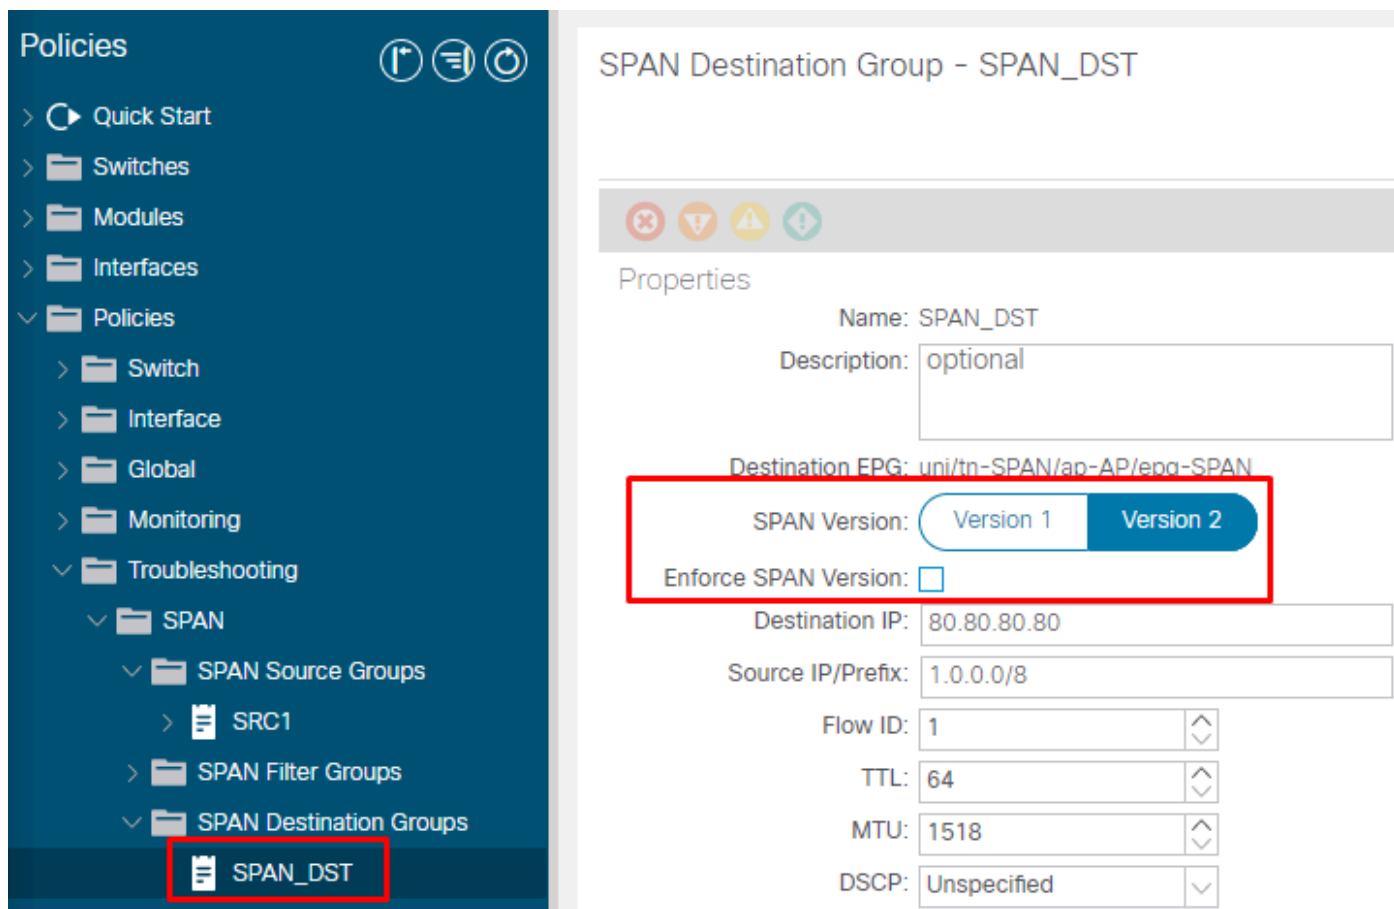 Policies
Quick Start
Switches
Modules
Interfaces
Policies
Switch
Interface
Global
Monitoring
Troubleshooting
SPAN
SPAN Source Groups
SRC1
SPAN Filter Groups
SPAN Destination Groups
SPAN_DST
SPAN Destination Group - SPAN_DST
Properties
Name: SPAN_DST
Description: optional
Destination EPG: uni/tn-SPAN/ap-AP/epg-SPAN
SPAN Version: Version 1 Version 2
Enforce SPAN Version:
Destination IP: 80.80.80.80
Source IP/Prefix: 1.0.0.0/8
Flow ID: 1
TTL: 64
MTU: 1518
DSCP: Unspecified